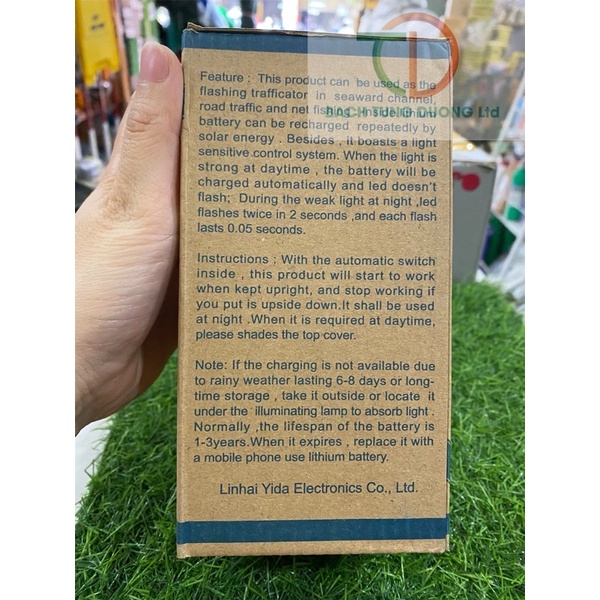 Feature : This product can be used as the
flashing trafficator in seaward channel,
road traffic and net fishing . Inside lithium
battery can be recharged repeatedly by
solar energy . Besides , it boasts a light
sensitive control system. When the light is
strong at daytime , the battery will be
charged automatically and led doesn't
flash; During the weak light at night ,led
flashes twice in 2 seconds ,and each flash
lasts 0.05 seconds.
Instructions : With the automatic switch
inside , this product will start to work
when kept upright, and stop working if
you put is upside down.It shall be used
at night .When it is required at daytime,
please shades the top cover.
Note: If the charging is not available due
to rainy weather lasting 6-8 days or long-
time storage , take it outside or locate it
under the illuminating lamp to absorb light .
Normally ,the lifespan of the battery is
1-3years.When it expires , replace it with
a mobile phone use lithium battery.
Linhai Yida Electronics Co., Ltd.
DUONG Ltd